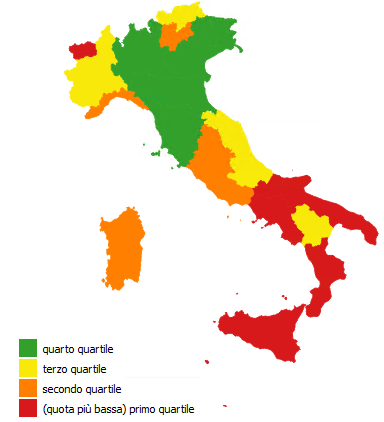 quarto quartile
terzo quartile
secondo quartile
(quota più bassa) primo quartile